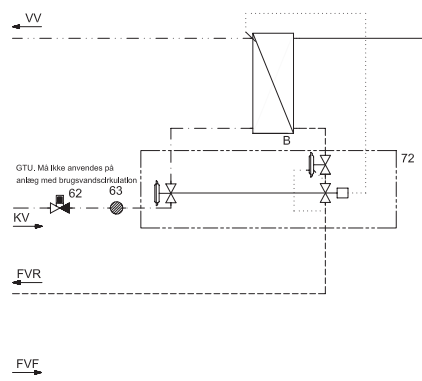 VV
B
72
GTU. Må Ikke anvendes på
anlæg med brugsvandscirkulation
62
63
KV
FVR
FVF